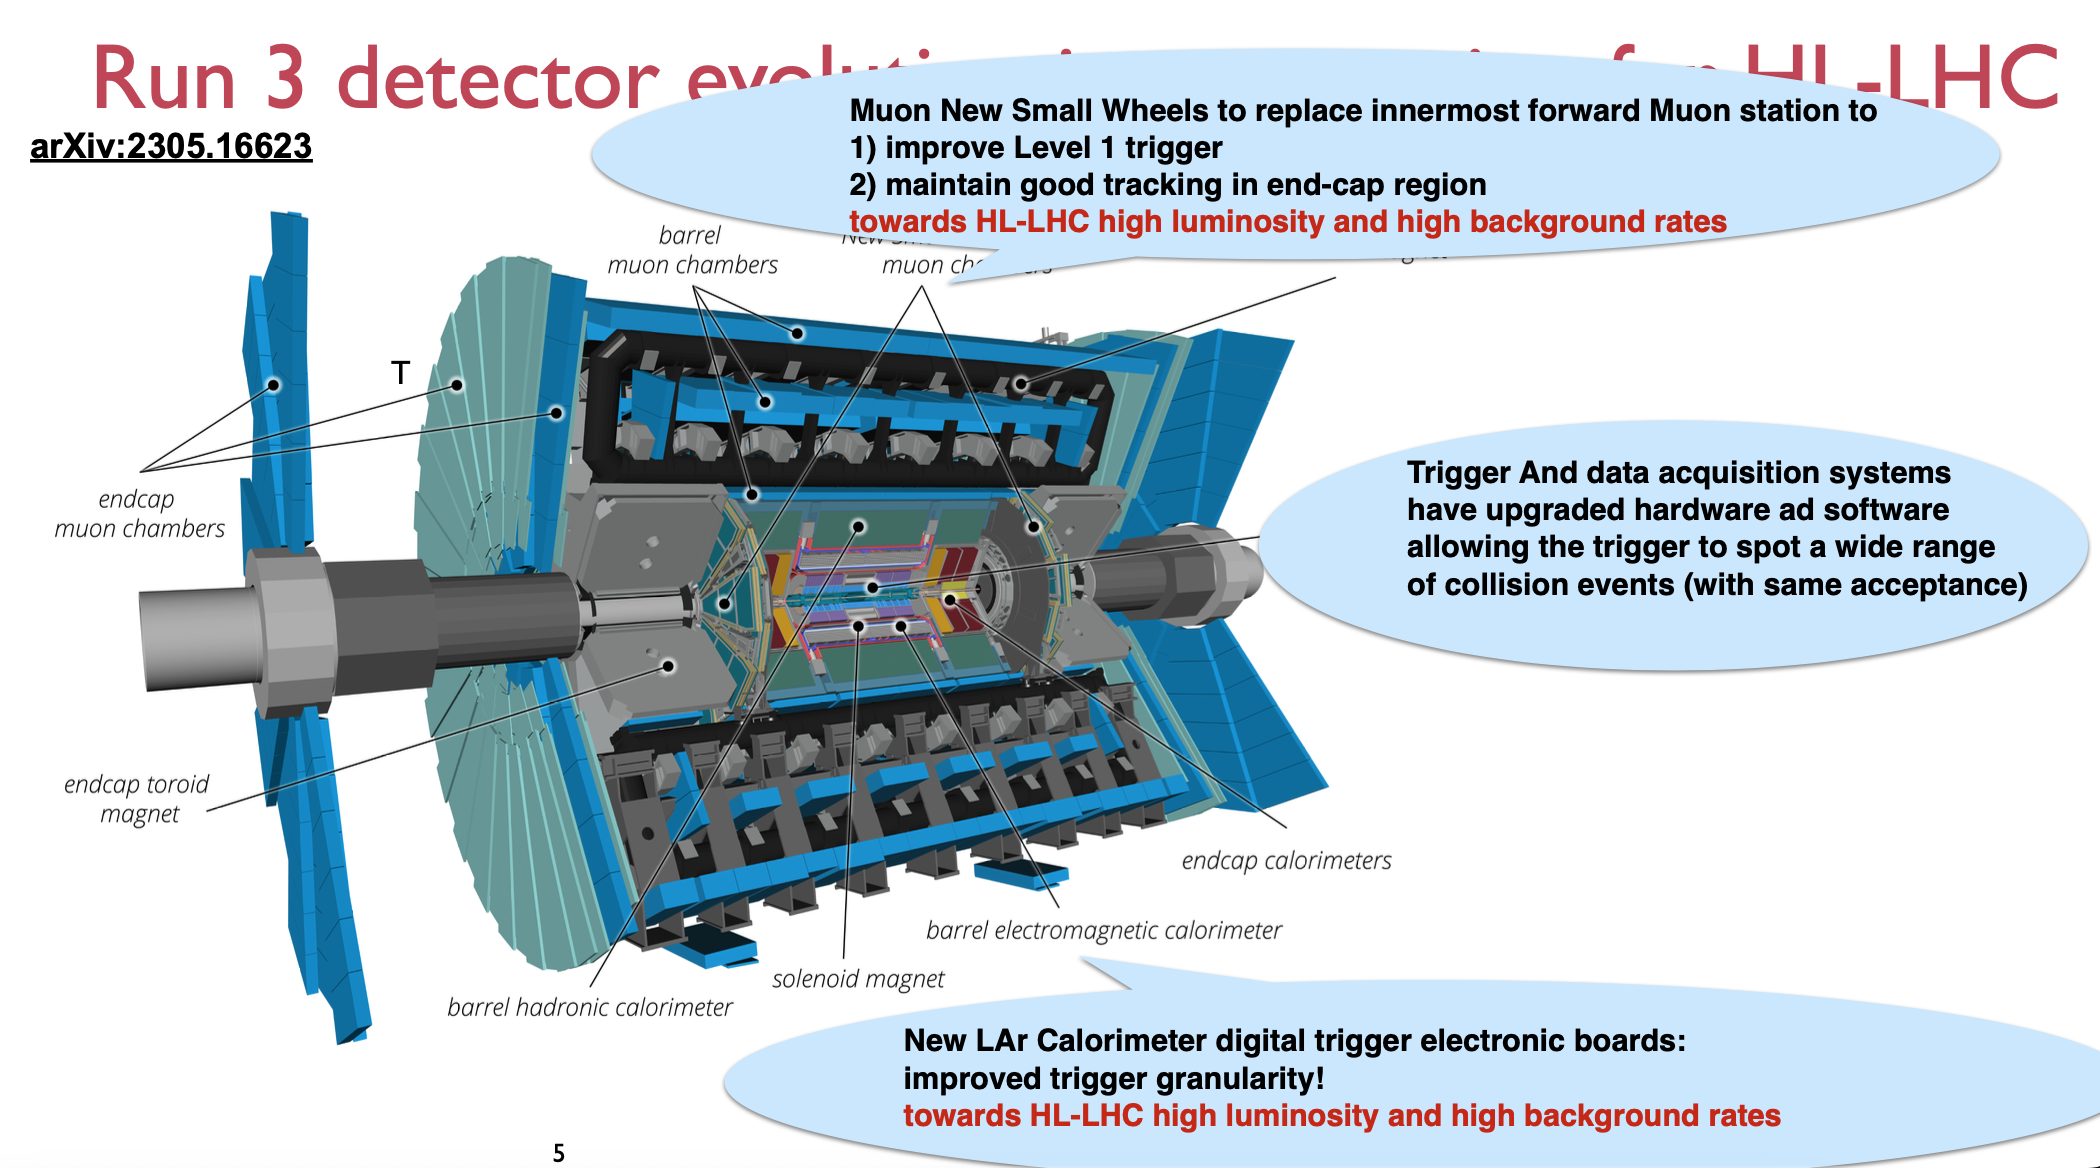 Run 3 detector HL-LHC
arXiv:2305.16623
Muon New Small Wheels to replace innermost forward Muon station to
1) improve Level 1 trigger
2) maintain good tracking in end-cap region
towards HL-LHC high luminosity and high background rates
barrel
muon chambers
muon
T
endcap
muon chambers
Trigger And data acquisition systems
have upgraded hardware ad software
allowing the trigger to spot a wide range
of collision events (with same acceptance)
endcap toroid
magnet
endcap calorimeters
barrel electromagnetic calorimeter
solenoid magnet
barrel hadronic calorimeter
New LAr Calorimeter digital trigger electronic boards:
improved trigger granularity!
towards HL-LHC high luminosity and high background rates
5